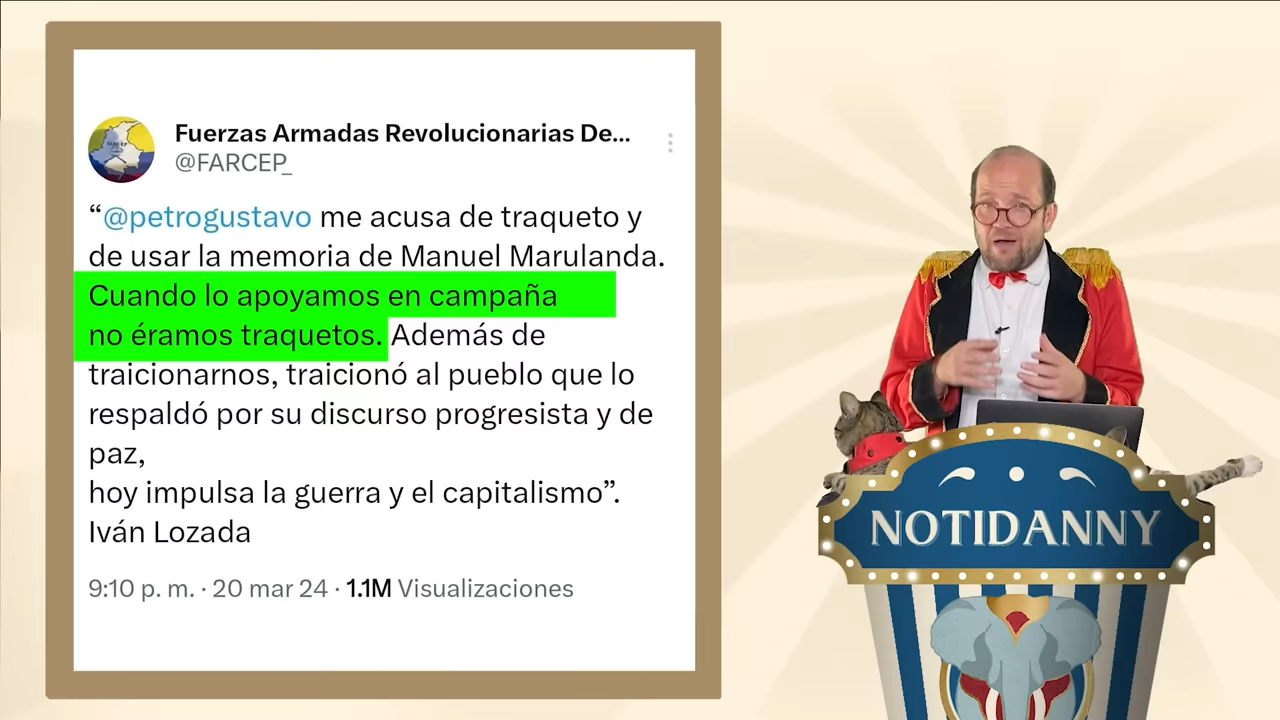 Fuerzas Armadas Revolucionarias De...
@FARCEP_
“@petrogustavo me acusa de traqueto y
de usar la memoria de Manuel Marulanda.
Cuando lo apoyamos en campaña
no éramos traquetos. Además de
traicionarnos, traicionó al pueblo que lo
respaldó por su discurso progresista y de
paz,
hoy impulsa la guerra y el capitalismo”.
Iván Lozada
9:10 p. m. · 20 mar 24 · 1.1M Visualizaciones
NOTIDANNY